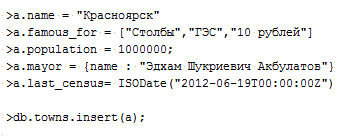 >a.name = "Красноярск"
>a.famous_for = ["Столбы","ГЭС","10 рублей"]
>a.population = 1000000;
>a.mayor = {name : "Эдхам Шукриевич Акбулатов"}
>a.last_census= ISODate("2012-06-19T00:00:00Z")
>db.towns.insert(a);